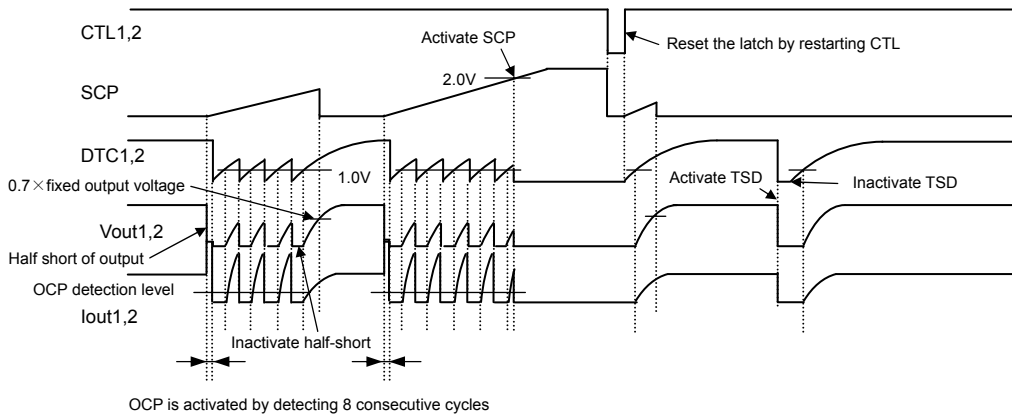 CTL1,2
Activate SCP
Reset the latch by restarting CTL
2.0V
SCP
DTC1,2
1.0V
0.7×fixed output voltage
Activate TSD
Inactivate TSD
Vout1,2
Half short of output
OCP detection level
Iout1,2
Inactivate half-short
OCP is activated by detecting 8 consecutive cycles